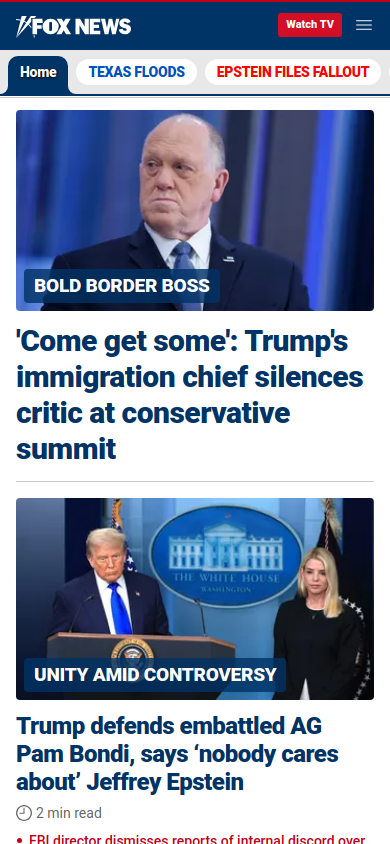 FOX NEWS
Watch TV
Home
TEXAS FLOODS
EPSTEIN FILES FALLOUT
BOLD BORDER BOSS
'Come get some': Trump's
immigration chief silences
critic at conservative
summit
THE WHITE HOUSE
WASHINGTON
UNITY AMID CONTROVERSY
Trump defends embattled AG
Pam Bondi, says ‘nobody cares
about’ Jeffrey Epstein
2 min read
• FBI director dismisses reports of internal discord over